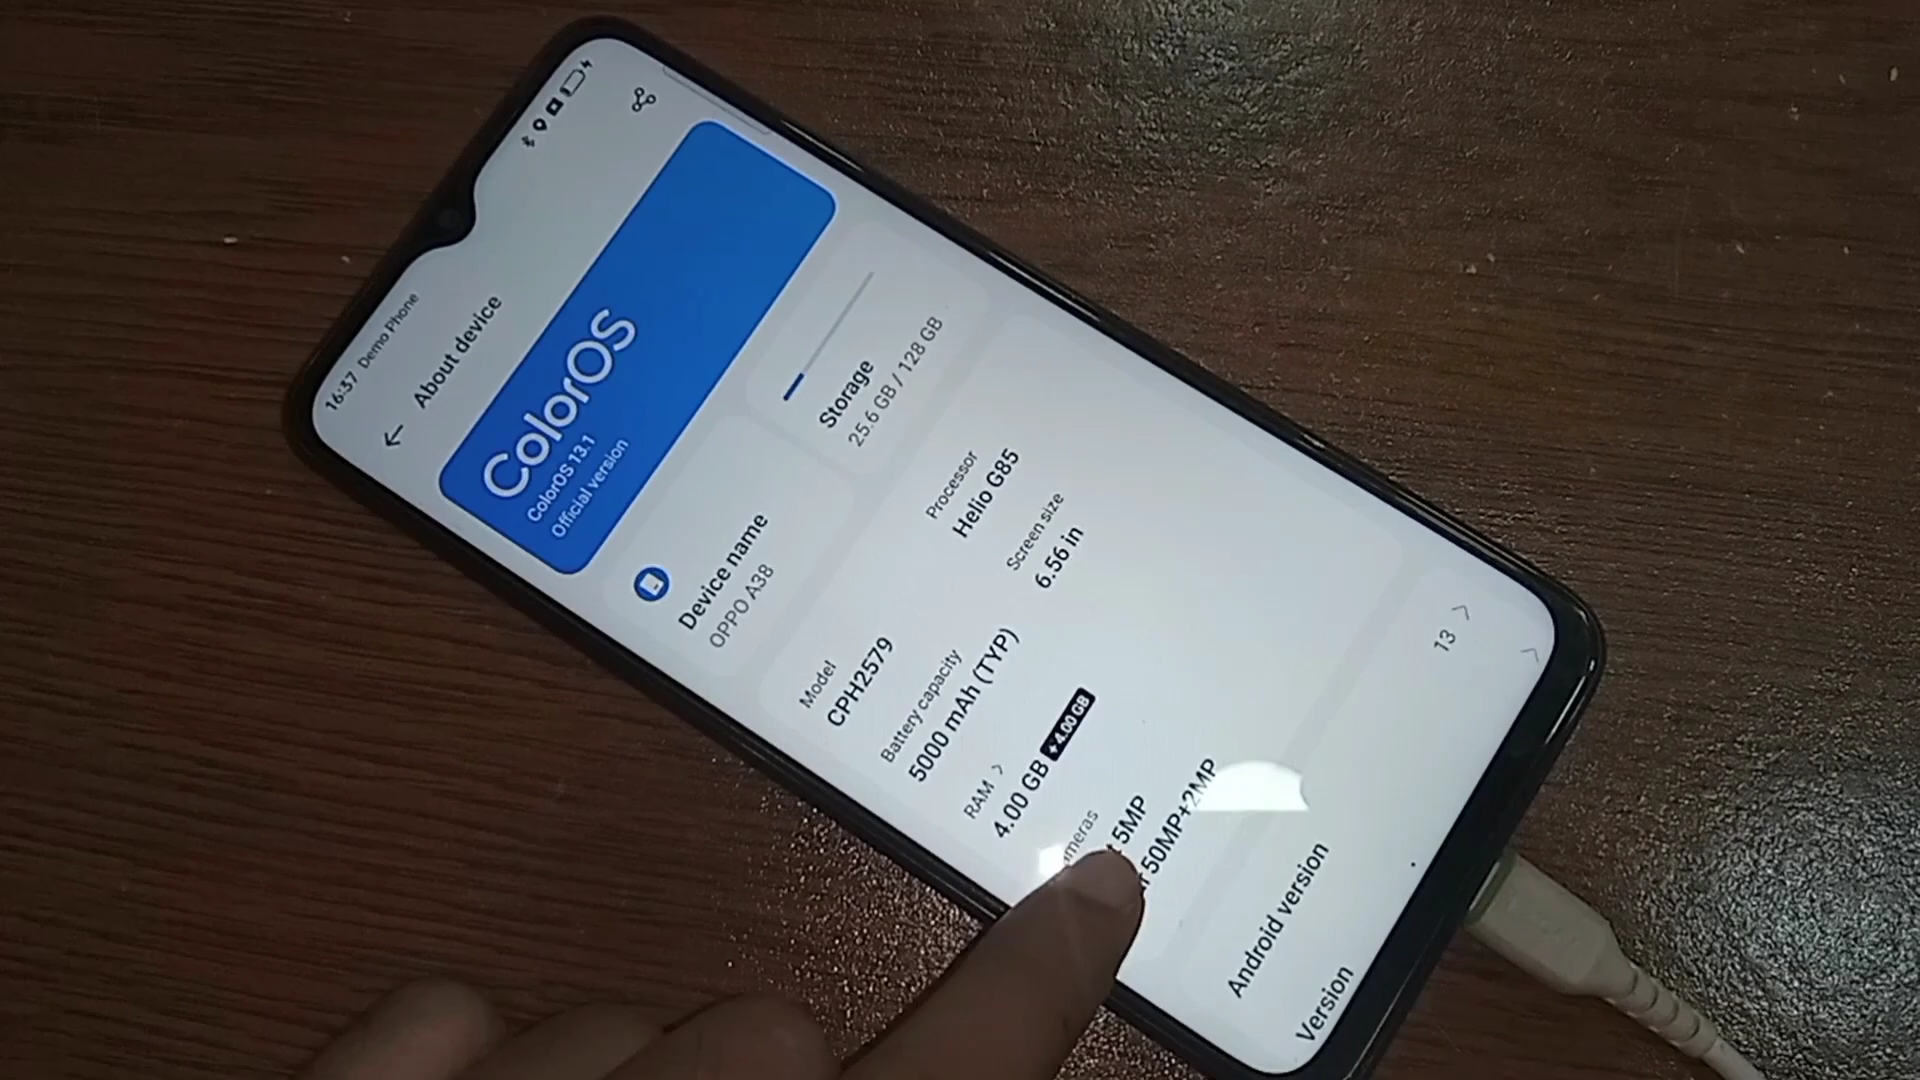 16:37 Demo Phone
About device
ColorOS
ColorOS 13.1
Official version
Device name
OPPO A38
Storage
25.6 GB / 128 GB
Model
CPH2579
Processor
Helio G85
Battery capacity
5000 mAh (TYP)
Screen size
6.56 in
RAM >
4.00 GB + 4.00 GB
5MP
50MP+2MP
Android version
13 >
Version